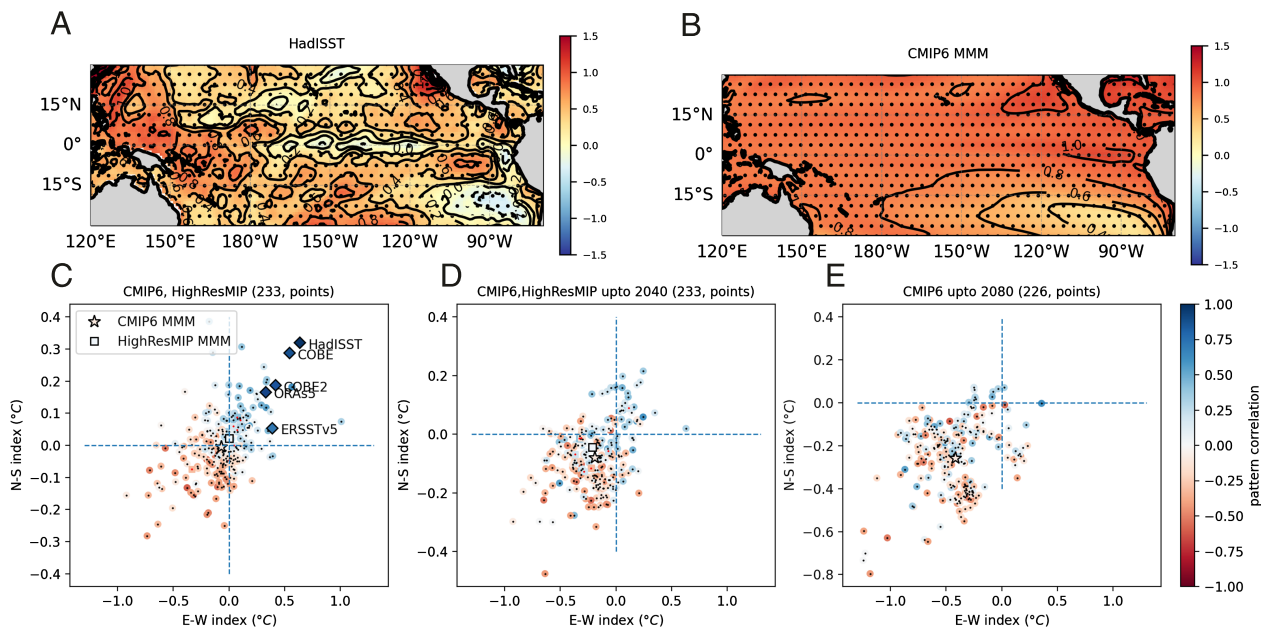 A
HadISST
15°N
0°
15°S
120°E 150°E 180°W 150°W 120°W 90°W
1.5
1.0
0.5
0.0
−0.5
−1.0
−1.5
B
CMIP6 MMM
15°N
0°
15°S
1.0
0.8
0.6
120°E 150°E 180°W 150°W 120°W 90°W
1.5
1.0
0.5
0.0
−0.5
−1.0
−1.5
C
CMIP6, HighResMIP (233, points)
CMIP6 MMM
HighResMIP MMM
HadISST
COBE
COBE2
ORAs5
ERSSTv5
N-S index (°C)
0.4
0.3
0.2
0.1
0.0
−0.1
−0.2
−0.3
−0.4
−1.0 −0.5 0.0 0.5 1.0
E-W index (°C)
D
CMIP6,HighResMIP upto 2040 (233, points)
N-S index (°C)
0.4
0.2
0.0
−0.2
−0.4
−1.0 −0.5 0.0 0.5 1.0
E-W index (°C)
E
CMIP6 upto 2080 (226, points)
N-S index (°C)
0.4
0.2
0.0
−0.2
−0.4
−0.6
−0.8
−1.0 −0.5 0.0 0.5 1.0
E-W index (°C)
1.00
0.75
0.50
0.25
0.00
−0.25
−0.50
−0.75
−1.00
pattern correlation